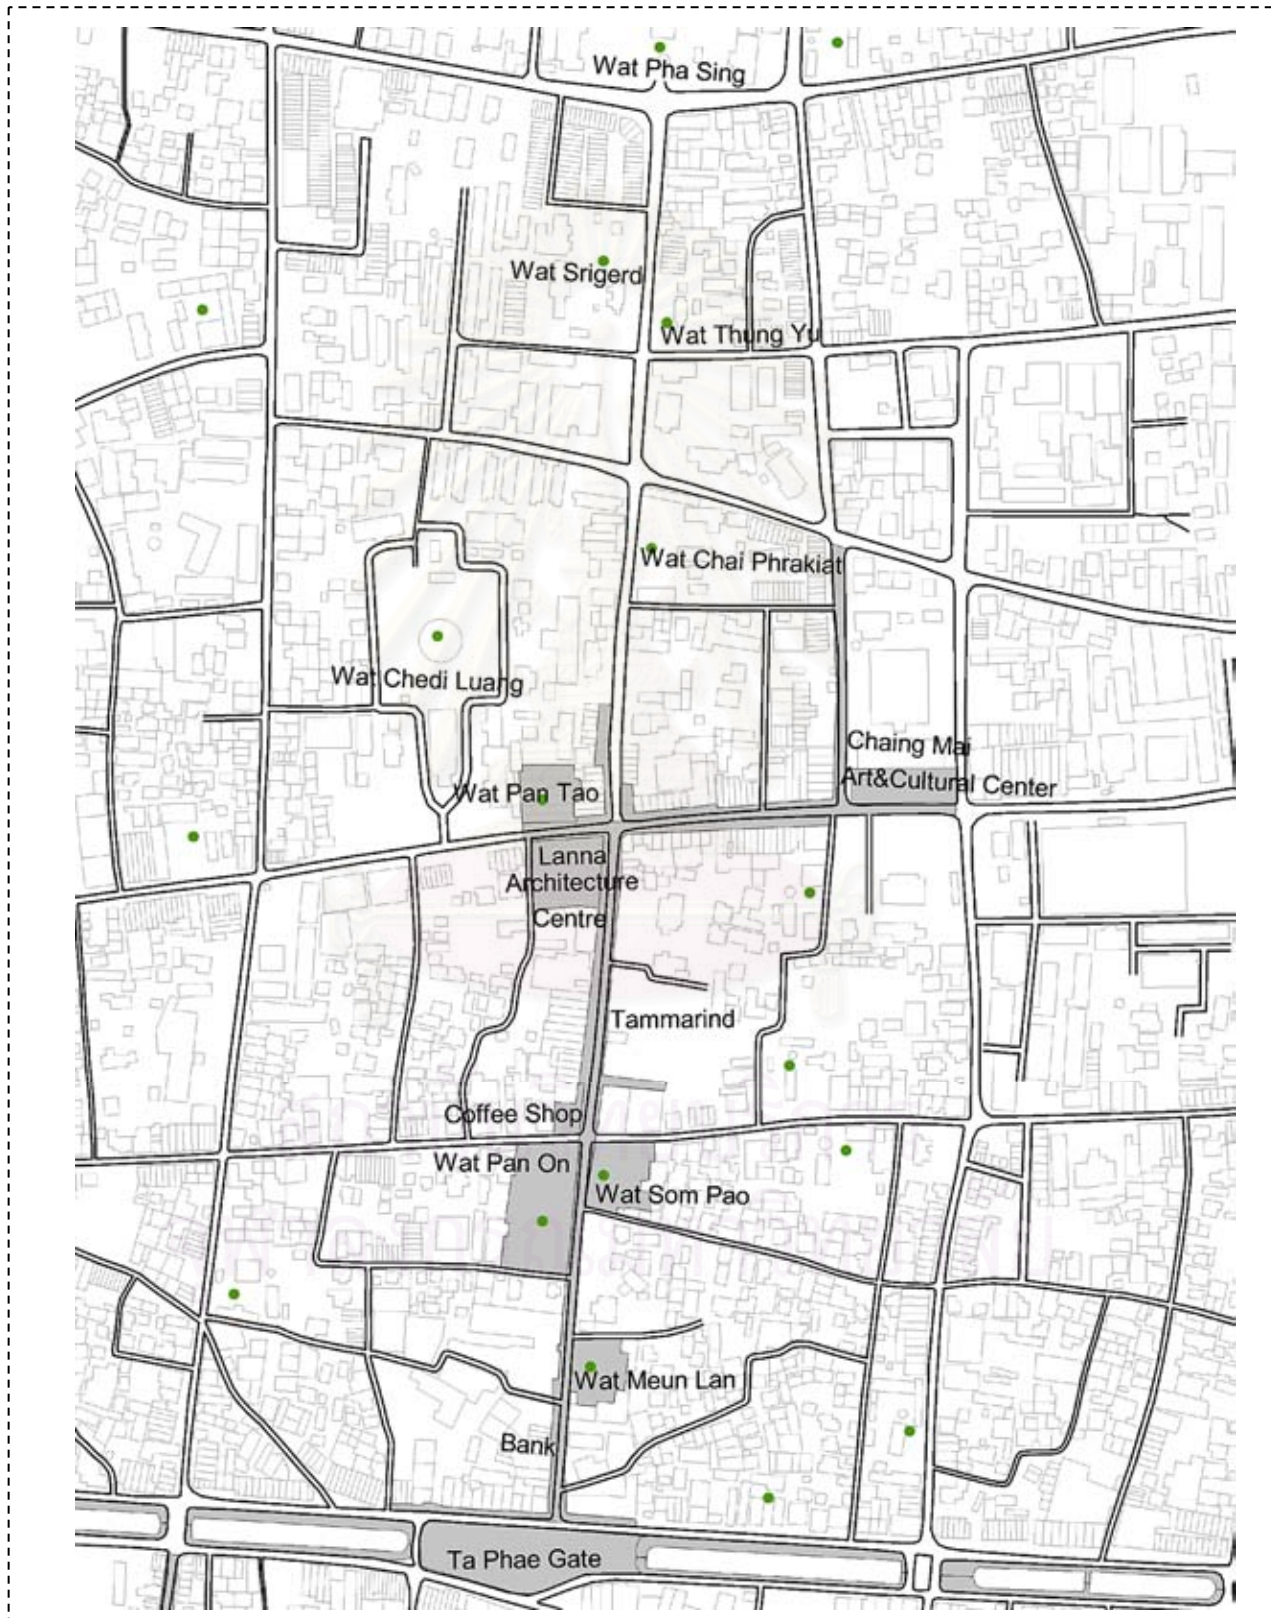 Wat Pha Sing
Wat Srigerd
Wat Thung Yu
Wat Chai Phrakiat
Wat Chedi Luang
Chaing Mai
Art&Cultural Center
Wat Pan Tao
Lanna
Architecture
Centre
Tammarind
Coffee Shop
Wat Pan On
Wat Som Pao
Wat Meun Lan
Bank
Ta Phae Gate